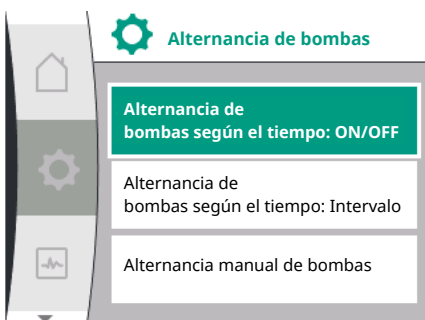 Alternancia de bombas
Alternancia de
bombas según el tiempo: ON/OFF
Alternancia de
bombas según el tiempo: Intervalo
Alternancia manual de bombas